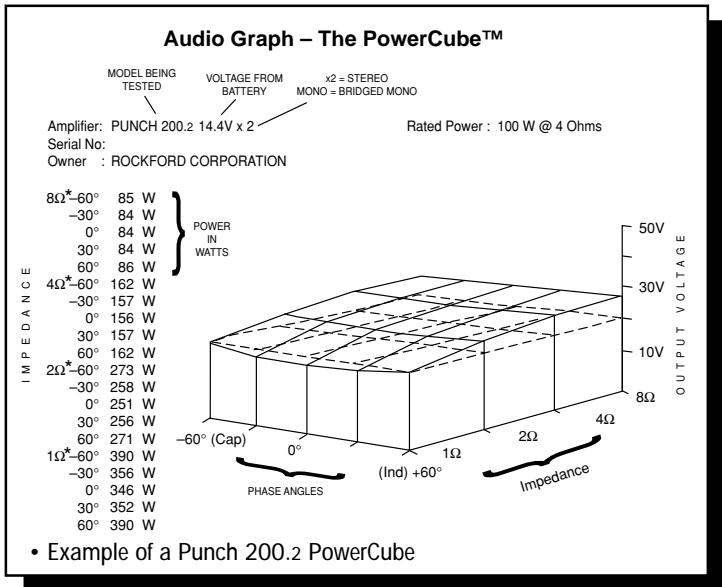 Audio Graph – The PowerCube™
MODEL BEING
TESTED
VOLTAGE FROM
BATTERY
x2 = STEREO
MONO = BRIDGED MONO
Amplifier: PUNCH 200.2 14.4V x 2
Rated Power : 100 W @ 4 Ohms
Serial No:
Owner : ROCKFORD CORPORATION
IMPEDANCE
8Ω*–60° 85 W
–30° 84 W
0° 84 W
30° 84 W
60° 86 W
4Ω*–60° 162 W
–30° 157 W
0° 156 W
30° 157 W
60° 162 W
2Ω*–60° 273 W
–30° 258 W
0° 251 W
30° 256 W
60° 271 W
1Ω*–60° 390 W
–30° 356 W
0° 346 W
30° 352 W
60° 390 W
POWER
IN
WATTS
50V
30V
10V
OUTPUT VOLTAGE
8Ω
4Ω
2Ω
1Ω
Impedance
–60° (Cap)
0°
(Ind) +60°
PHASE ANGLES
• Example of a Punch 200.2 PowerCube